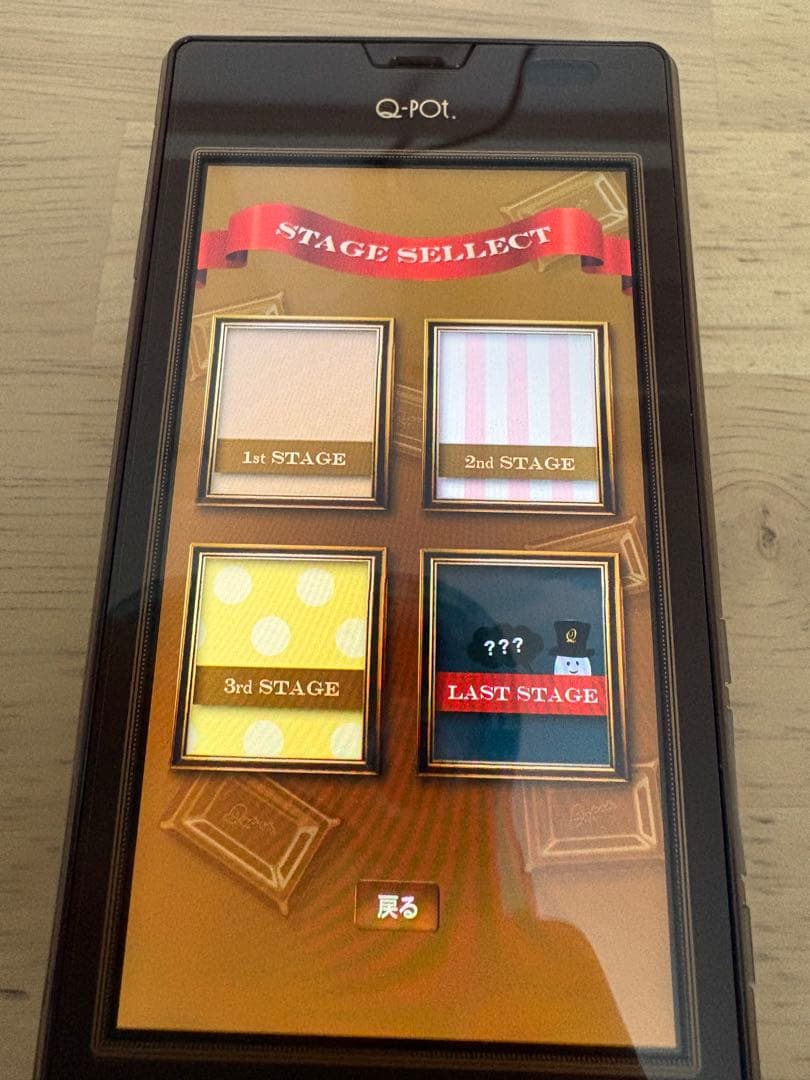 Q-POt.
STAGE SELLECT
1st STAGE
2nd STAGE
3rd STAGE
???
Q
LAST STAGE
戻る